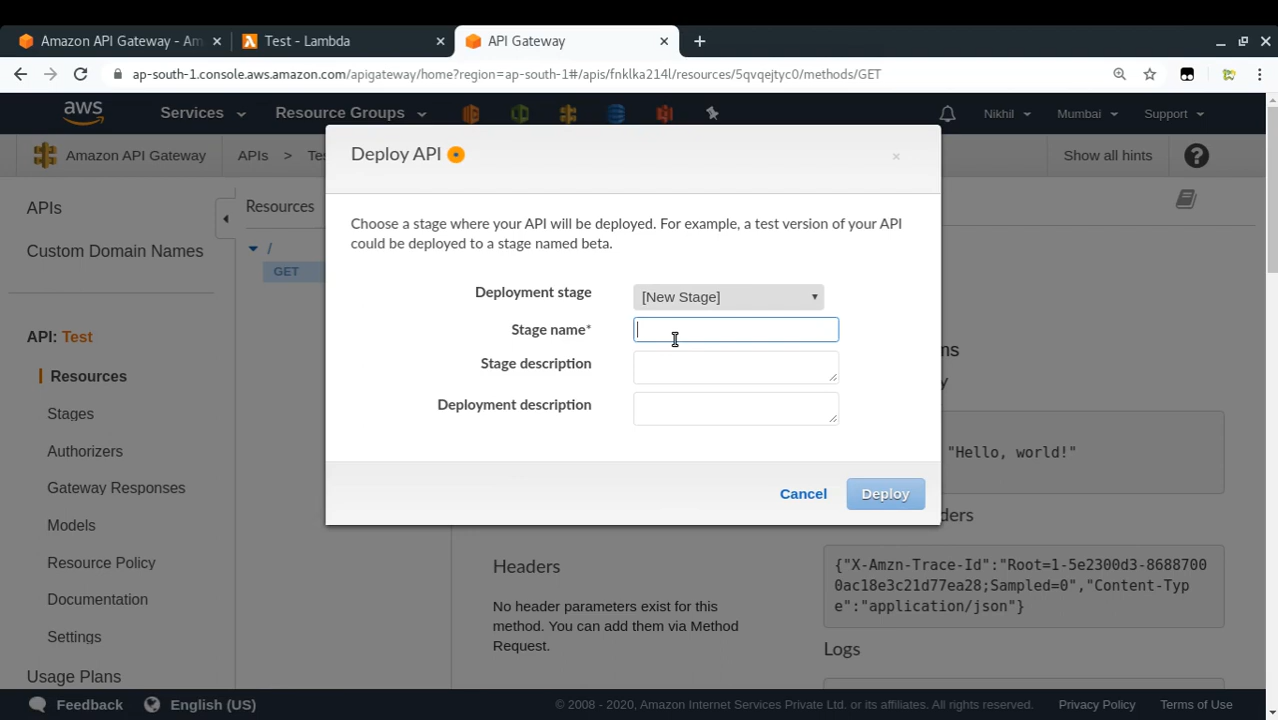 Amazon API Gateway - Am
Test - Lambda
API Gateway
ap-south-1.console.aws.amazon.com/apigateway/home?region=ap-south-1#/apis/fnklka214l/resources/5qvqejtyc0/methods/GET
aws
Services
Resource Groups
Nikhil
Mumbai
Support
Amazon API Gateway
APIs > Te
Show all hints
?
Deploy API
×
Choose a stage where your API will be deployed. For example, a test version of your API
could be deployed to a stage named beta.
Deployment stage
[New Stage]
Stage name*
Stage description
Deployment description
Cancel
Deploy
APIs
Custom Domain Names
API: Test
Resources
Stages
Authorizers
Gateway Responses
Models
Resource Policy
Documentation
Settings
Usage Plans
Resources
/
GET
Headers
No header parameters exist for this
method. You can add them via Method
Request.
"Hello, world!"
ders
{"X-Amzn-Trace-Id":"Root=1-5e2300d3-8688700
0ac18e3c21d77ea28;Sampled=0","Content-Typ
e":"application/json"}
Logs
Feedback
English (US)
© 2008 - 2020, Amazon Internet Services Private Ltd. or its affiliates. All rights reserved.
Privacy Policy
Terms of Use